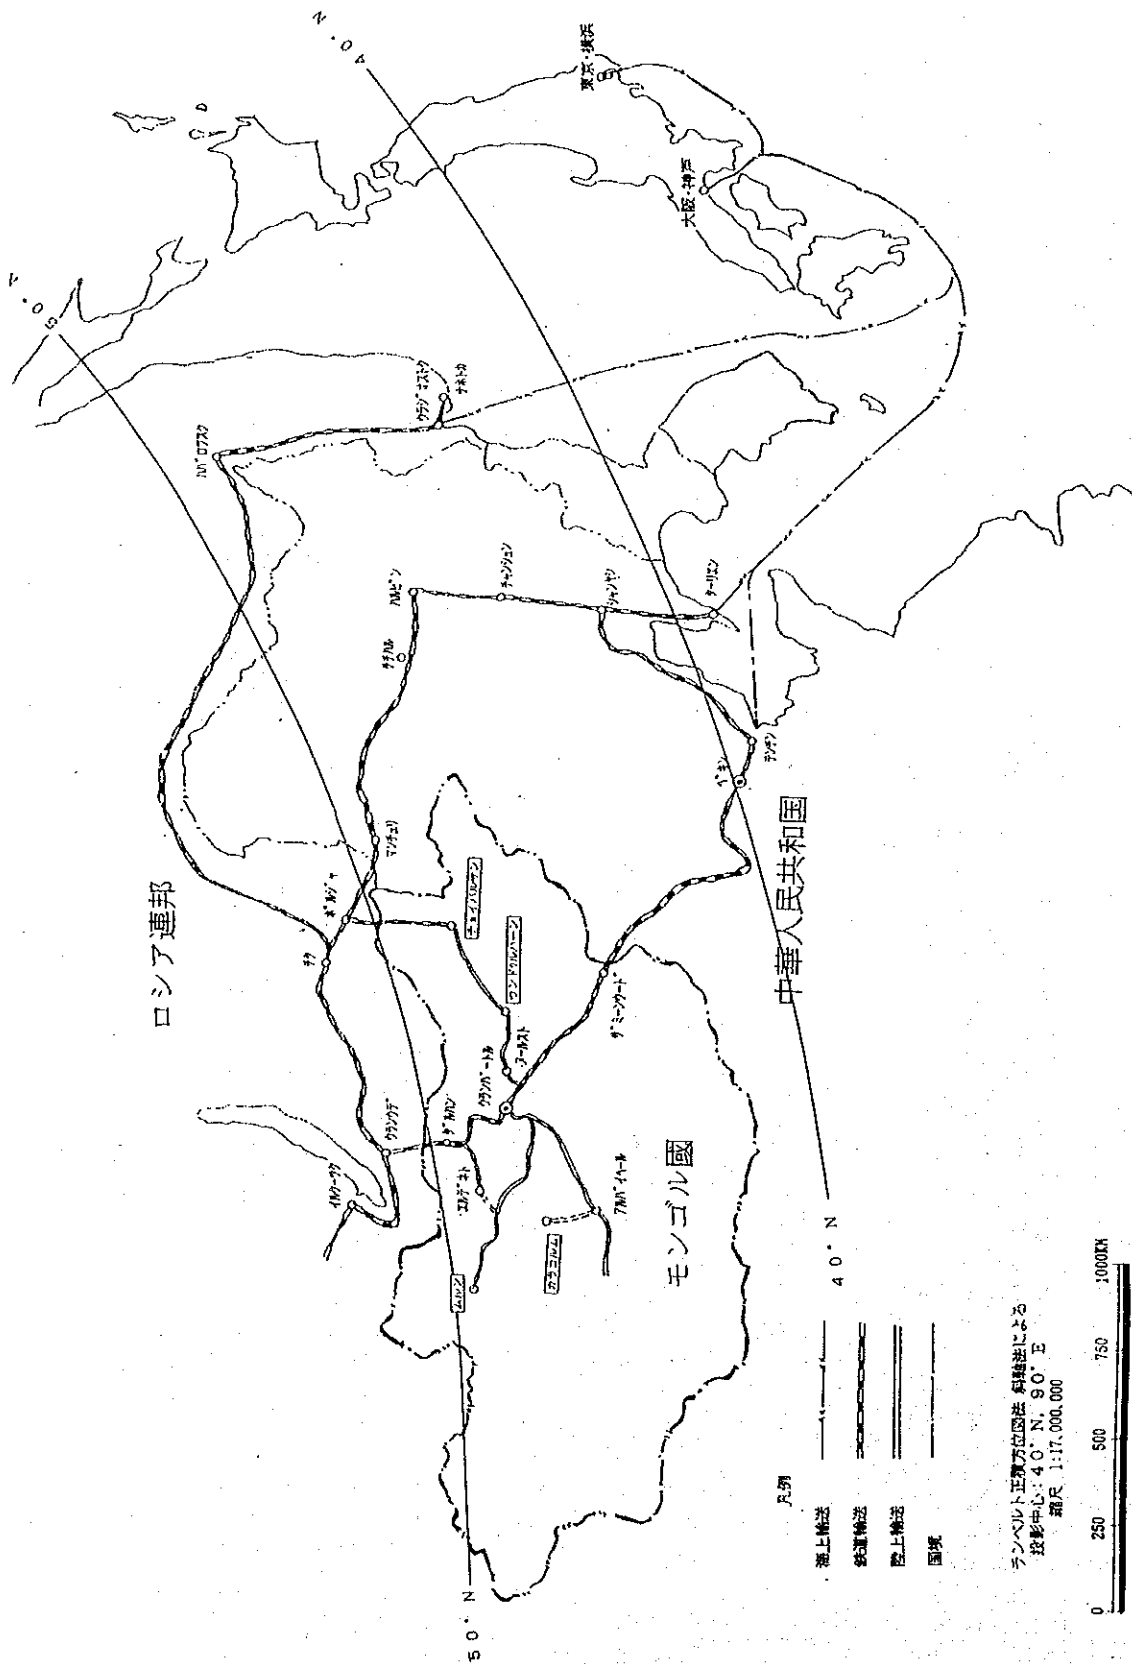 50°N
40°N
ロシア連邦
ハバロフスク
ウラジオストク
ナホトカ
東京・横浜
大阪・神戸
イルクーツク
ウランウデ
チタ
ボルジャ
マンチュリ
チチハル
ハルビン
チャンシュン
シャンヤン
ターリエン
テンチン
ペキン
中華人民共和国
チョイバルサン
ウンドゥルハーン
ヌールスト
ウランバートル
ザミーンウード
ダルハン
エルデネト
ムルン
カラコルム
アルバイヘール
モンゴル國
50°N
40°N
凡例
海上輸送
鉄道輸送
陸上輸送
国境
ランベルト正積方位図法 斜軸法による
投影中心:40°N, 90°E
縮尺 1:17,000,000
0 250 500 750 1000KM